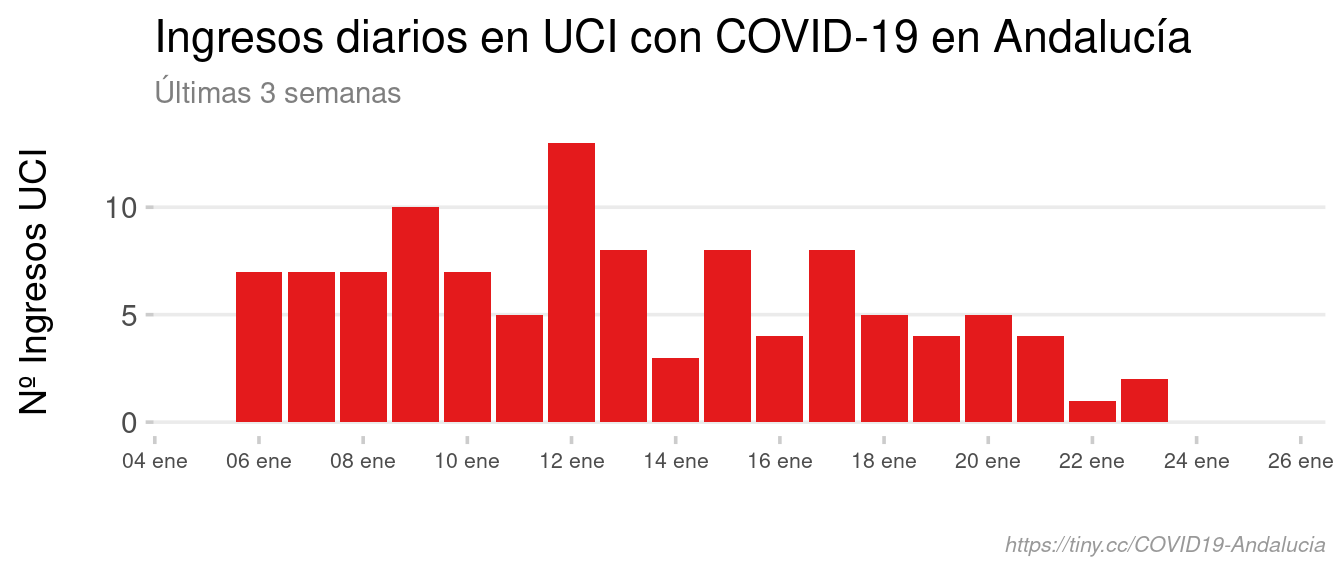 Ingresos diarios en UCI con COVID-19 en Andalucía
Últimas 3 semanas
Nº Ingresos UCI
10
5
0
04 ene 06 ene 08 ene 10 ene 12 ene 14 ene 16 ene 18 ene 20 ene 22 ene 24 ene 26 ene
https://tiny.cc/COVID19-Andalucia